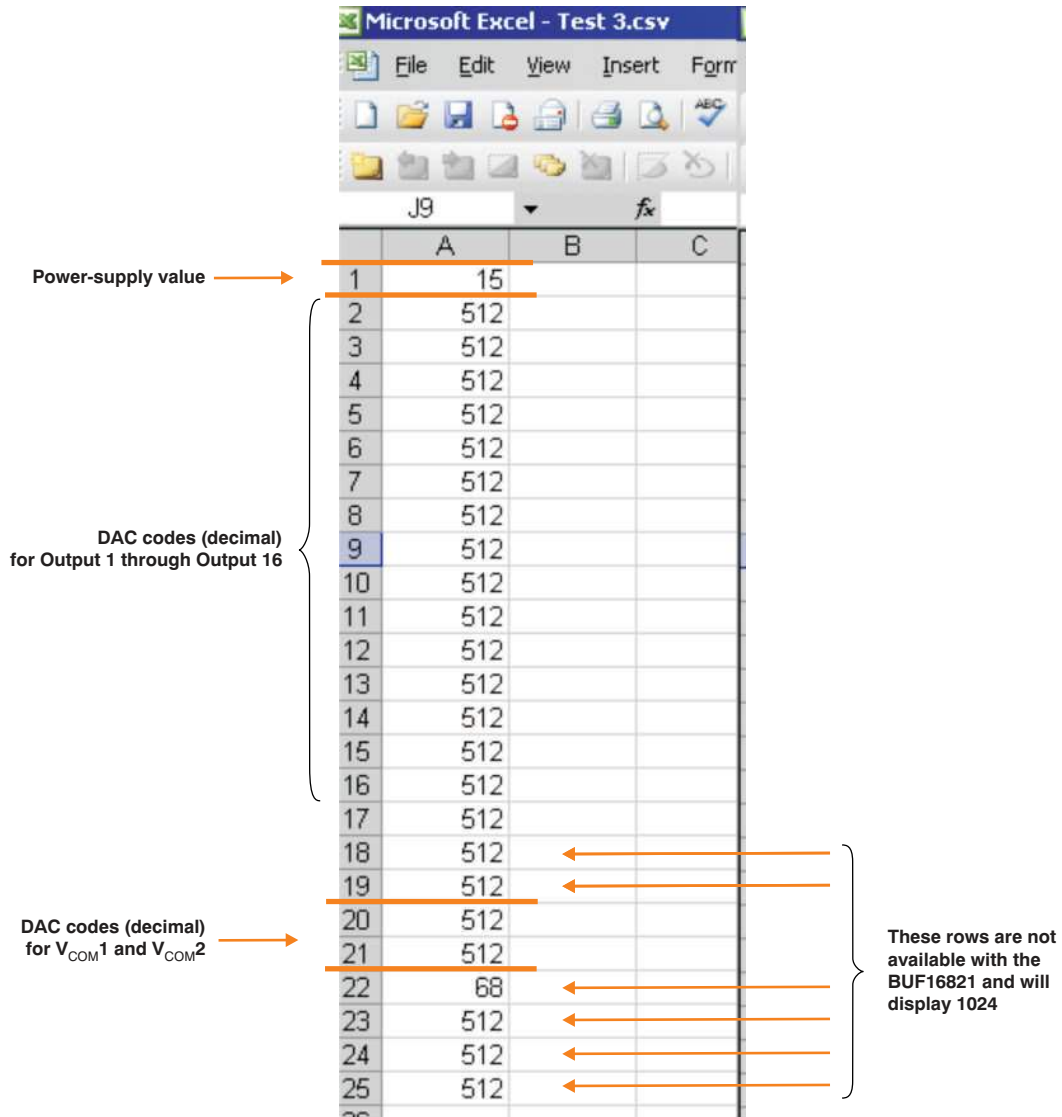 Microsoft Excel - Test 3.csv
File Edit View Insert Form
ABC
J9 fx
A B C
Power-supply value
1 15
2 512
3 512
4 512
5 512
6 512
7 512
8 512
DAC codes (decimal)
for Output 1 through Output 16
9 512
10 512
11 512
12 512
13 512
14 512
15 512
16 512
17 512
18 512
19 512
DAC codes (decimal)
for VCOM1 and VCOM2
20 512
21 512
22 68
23 512
24 512
25 512
These rows are not
available with the
BUF16821 and will
display 1024